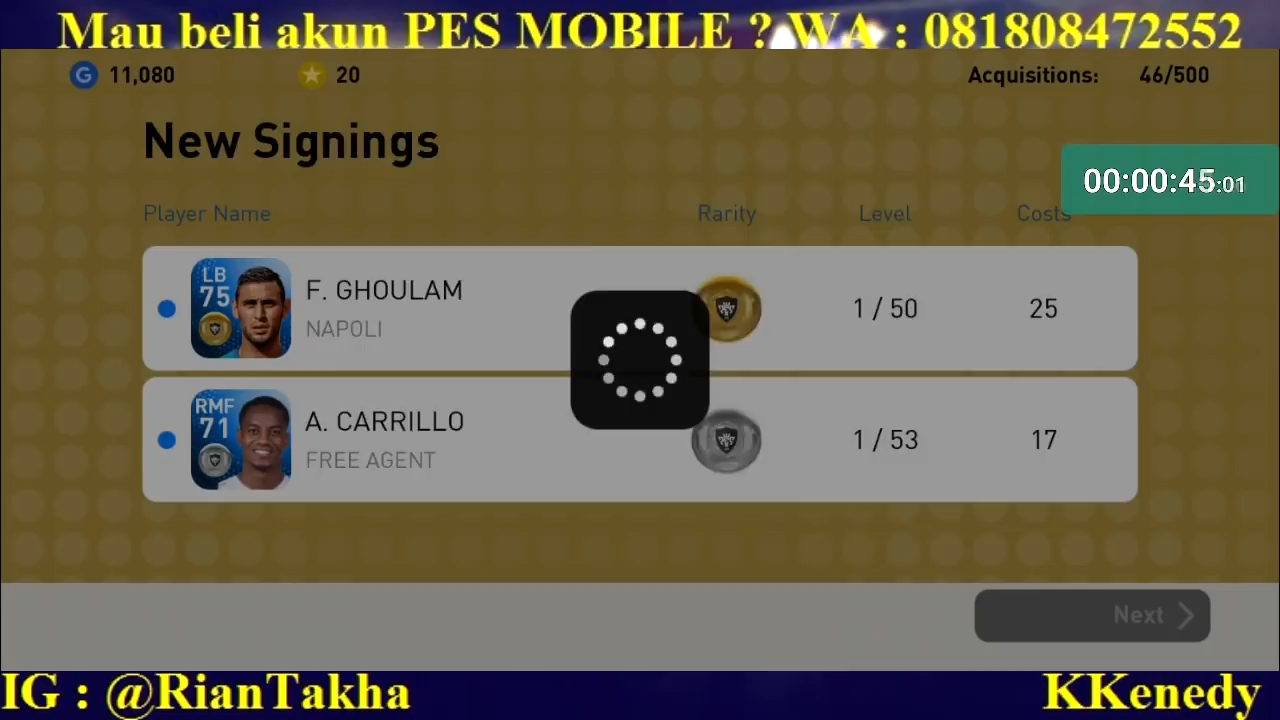 Mau beli akun PES MOBILE ? WA : 081808472552
G 11,080 20 Acquisitions: 46/500
New Signings
00:00:45:01
Player Name Rarity Level Costs
LB
75
F. GHOULAM
NAPOLI
1 / 50 25
RMF
71
A. CARRILLO
FREE AGENT
1 / 53 17
Next
IG : @RianTakha KKenedy